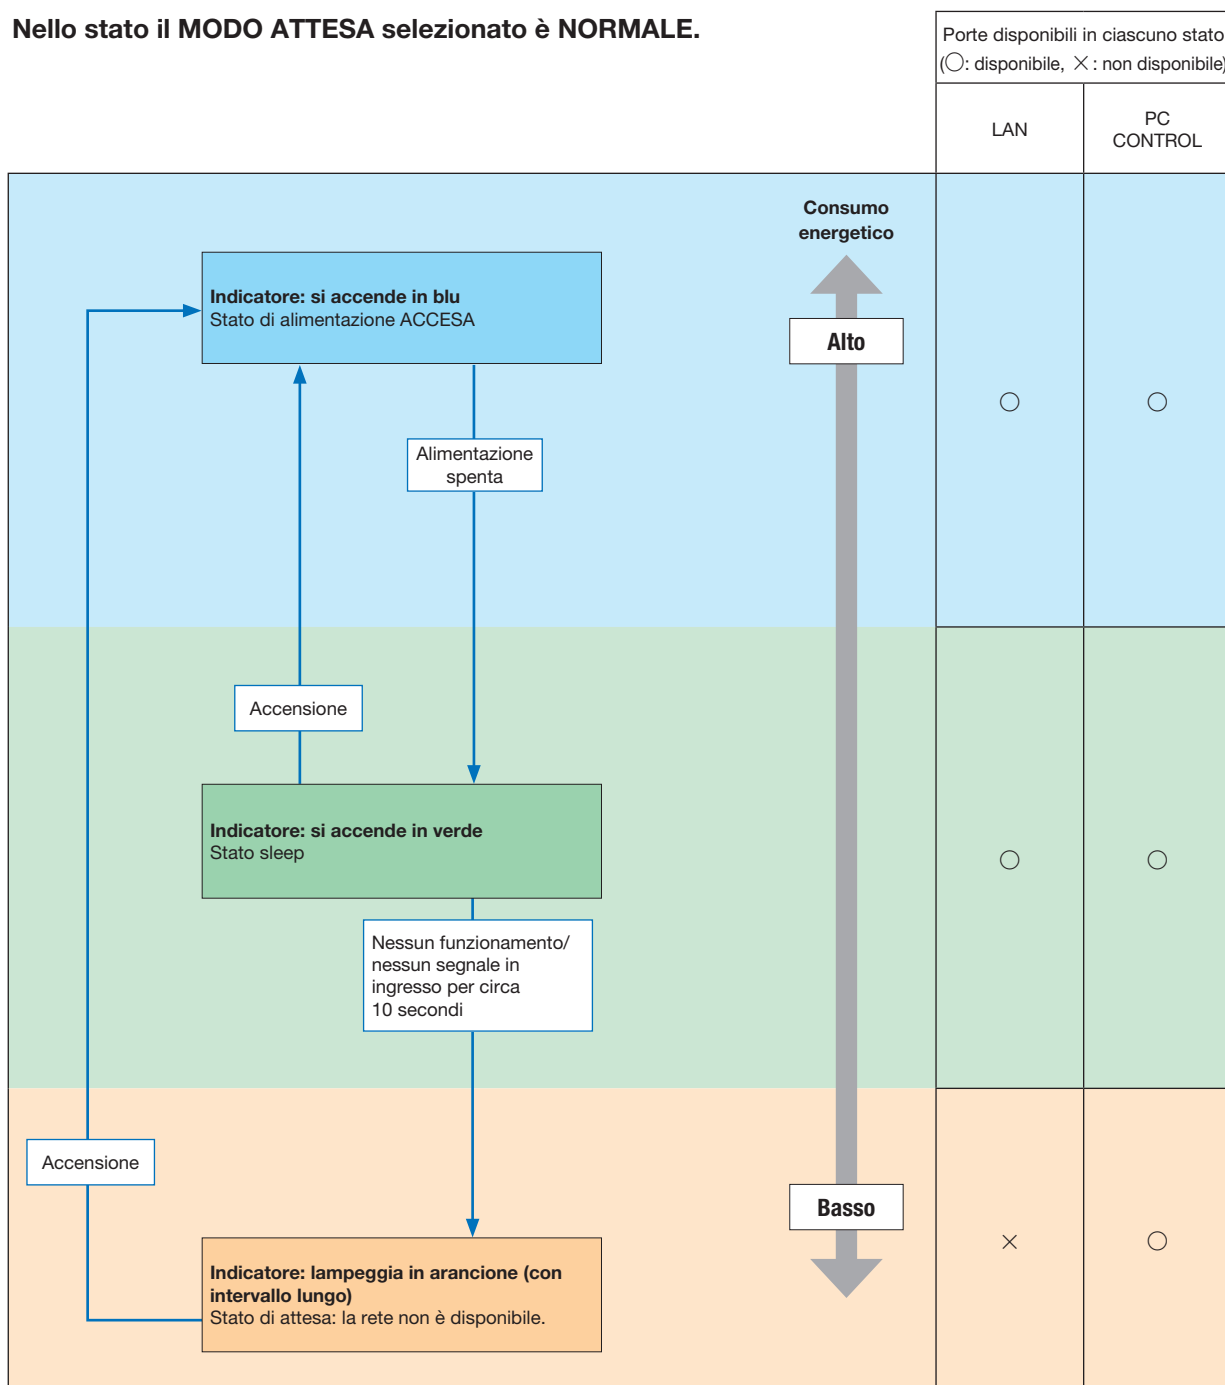 Nello stato il MODO ATTESA selezionato è NORMALE.
Porte disponibili in ciascuno stato
(○: disponibile, ×: non disponibile)
LAN
PC
CONTROL
Consumo
energetico
Indicatore: si accende in blu
Stato di alimentazione ACCESA
Alto
○
○
Alimentazione
spenta
Accensione
Indicatore: si accende in verde
Stato sleep
○
○
Nessun funzionamento/
nessun segnale in
ingresso per circa
10 secondi
Accensione
Basso
×
○
Indicatore: lampeggia in arancione (con
intervallo lungo)
Stato di attesa: la rete non è disponibile.